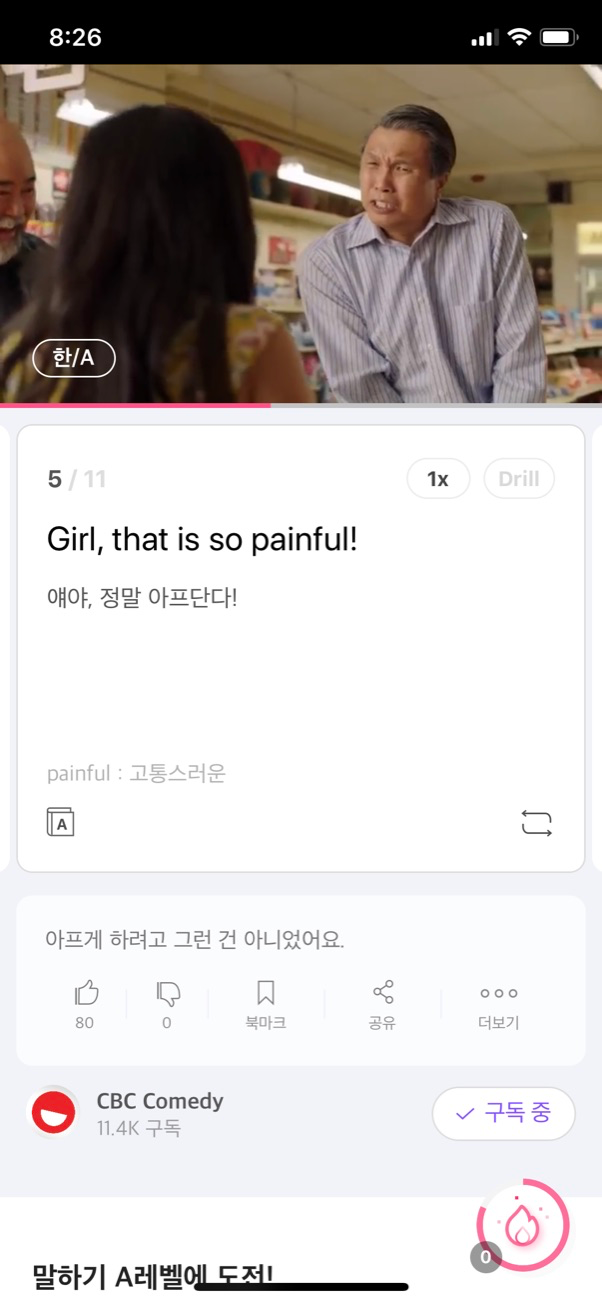 8:26
한/A
5 / 11
1x
Drill
Girl, that is so painful!
얘야, 정말 아프단다!
painful : 고통스러운
A
아프게 하려고 그런 건 아니었어요.
80
0
북마크
공유
더보기
CBC Comedy
11.4K 구독
구독 중
0
말하기 A레벨에 도전!